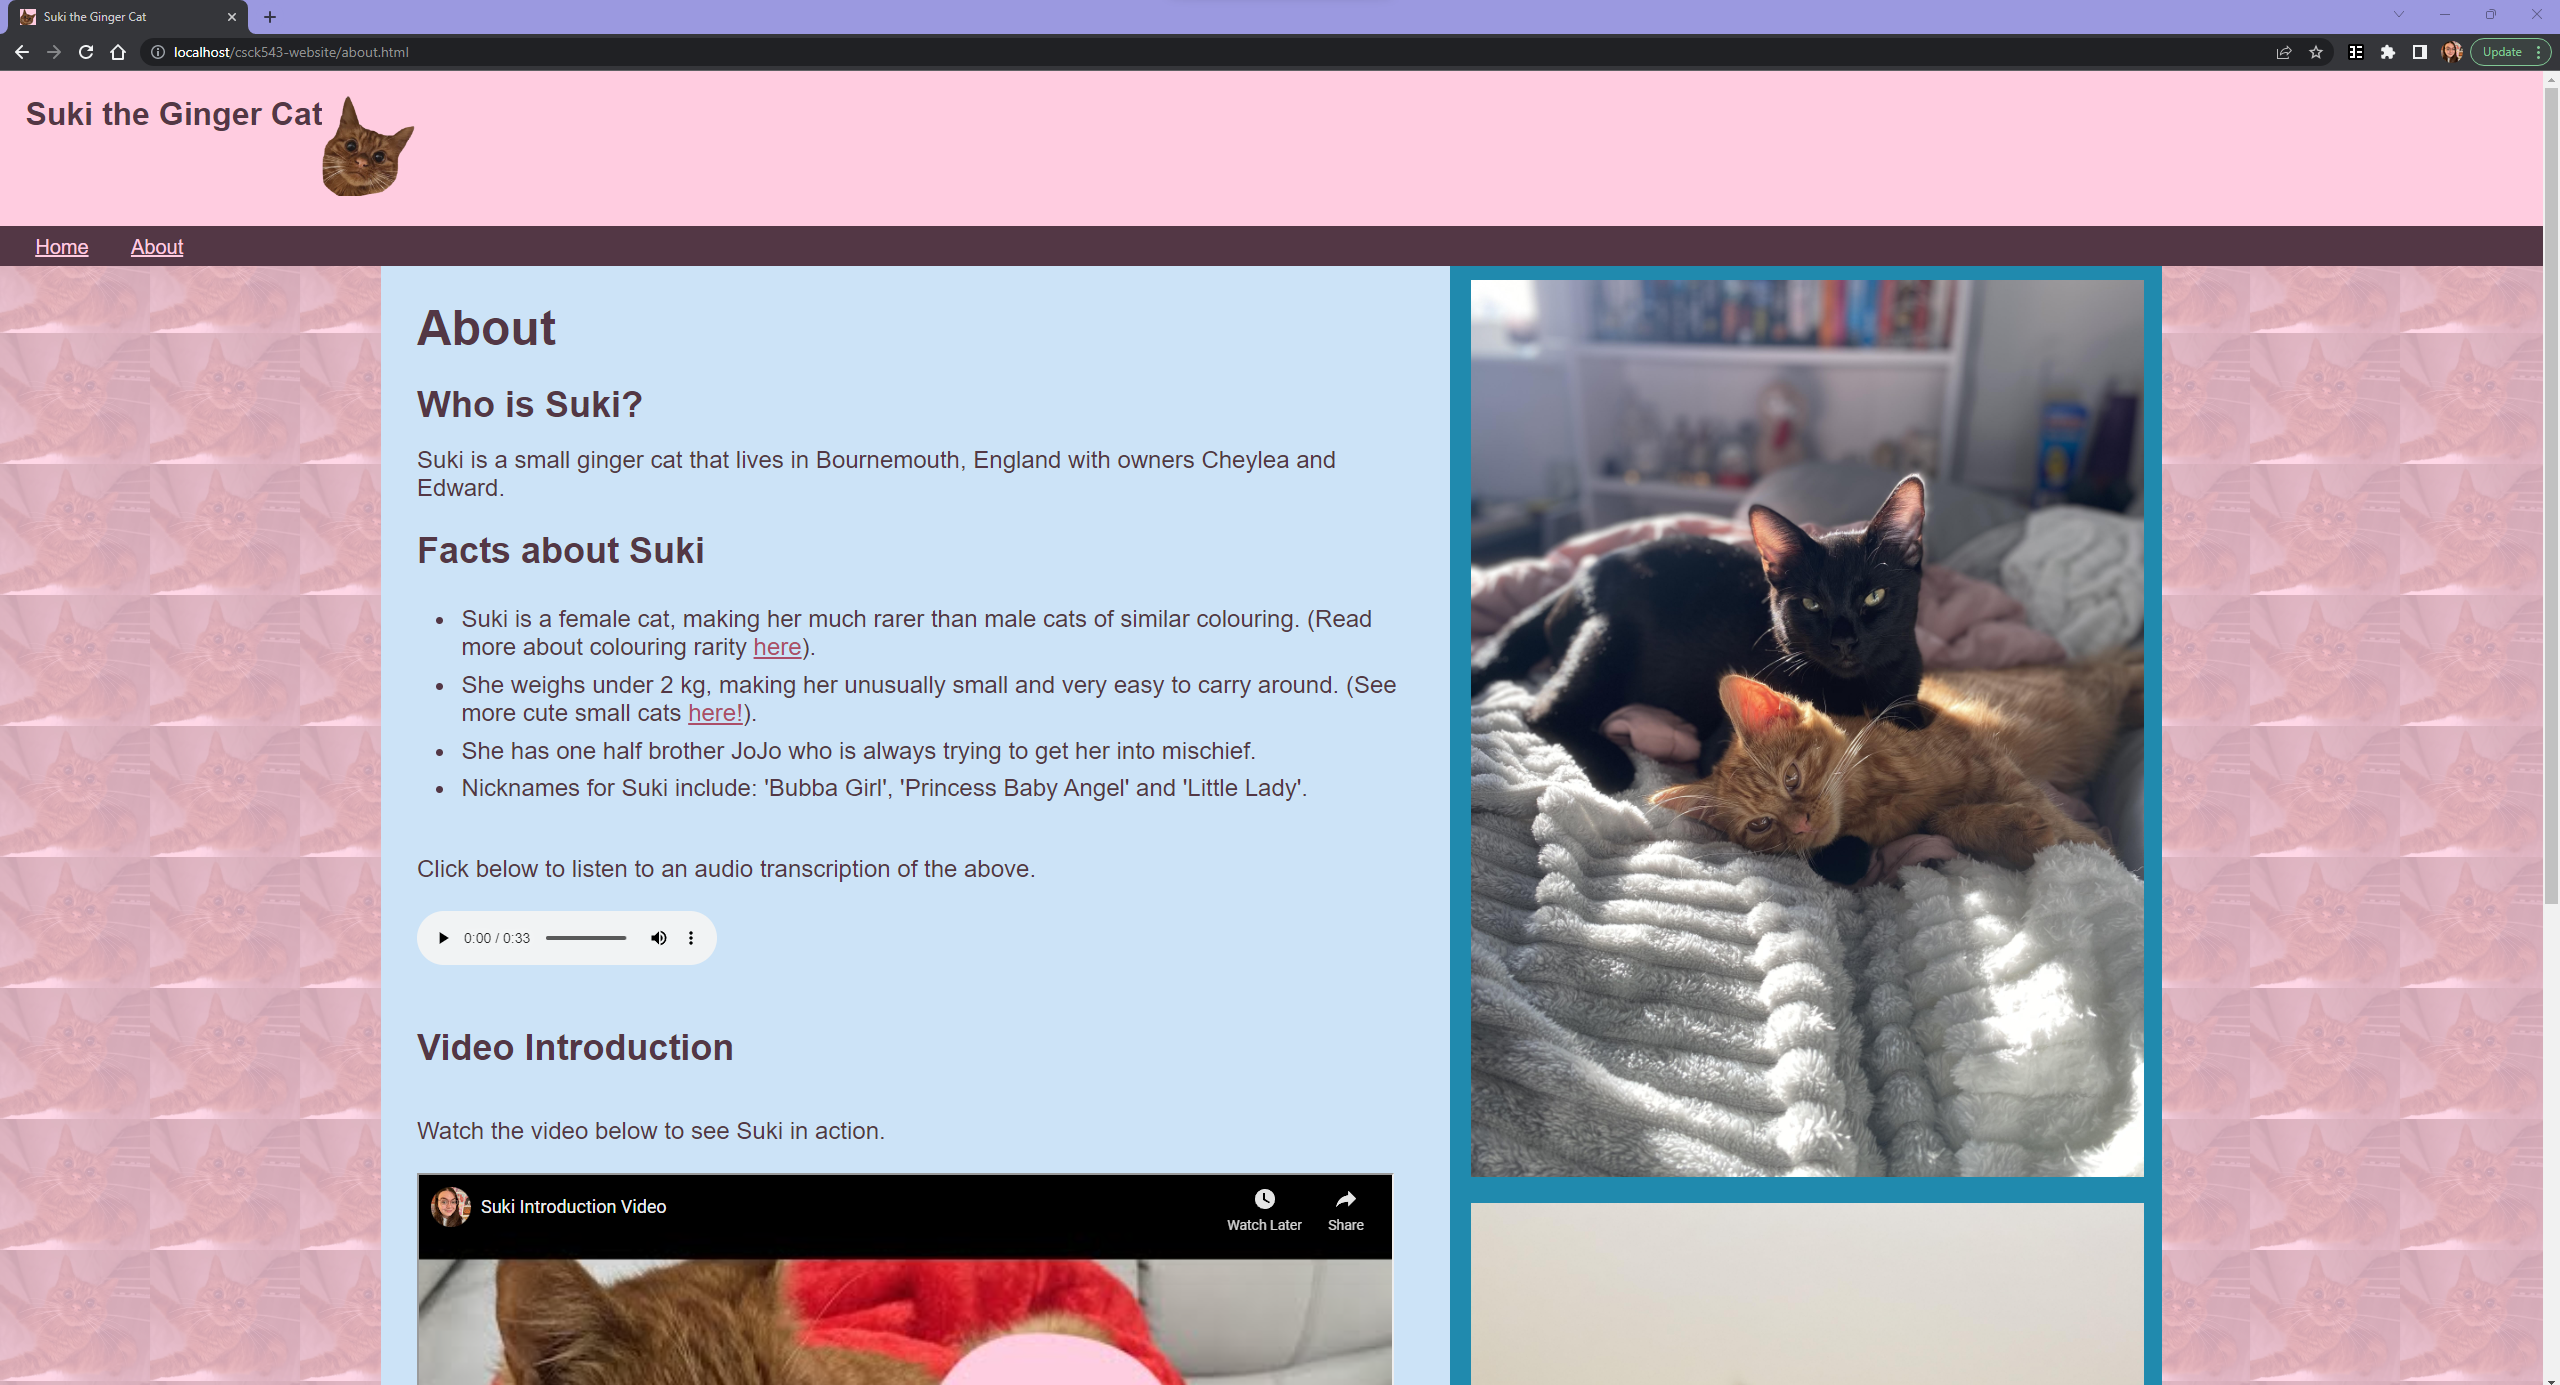 Suki the Ginger Cat
localhost/csck543-website/about.html
Update
Suki the Ginger Cat
Home About
About
Who is Suki?
Suki is a small ginger cat that lives in Bournemouth, England with owners Cheylea and
Edward.
Facts about Suki
Suki is a female cat, making her much rarer than male cats of similar colouring. (Read
more about colouring rarity here).
She weighs under 2 kg, making her unusually small and very easy to carry around. (See
more cute small cats here!).
She has one half brother JoJo who is always trying to get her into mischief.
Nicknames for Suki include: 'Bubba Girl', 'Princess Baby Angel' and 'Little Lady'.
Click below to listen to an audio transcription of the above.
0:00 / 0:33
Video Introduction
Watch the video below to see Suki in action.
Suki Introduction Video
Watch Later Share